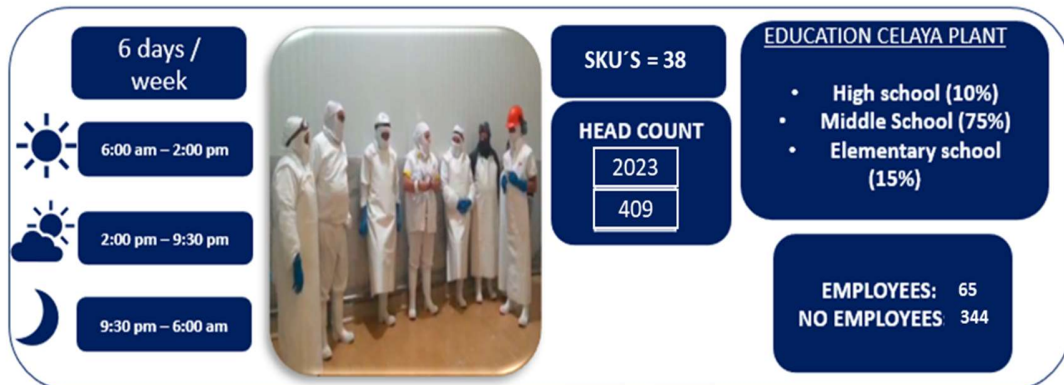 6 days /
week
6:00 am – 2:00 pm
2:00 pm – 9:30 pm
9:30 pm – 6:00 am
SKU´S = 38
HEAD COUNT
2023
409
EDUCATION CELAYA PLANT
• High school (10%)
• Middle School (75%)
• Elementary school
(15%)
EMPLOYEES: 65
NO EMPLOYEES: 344